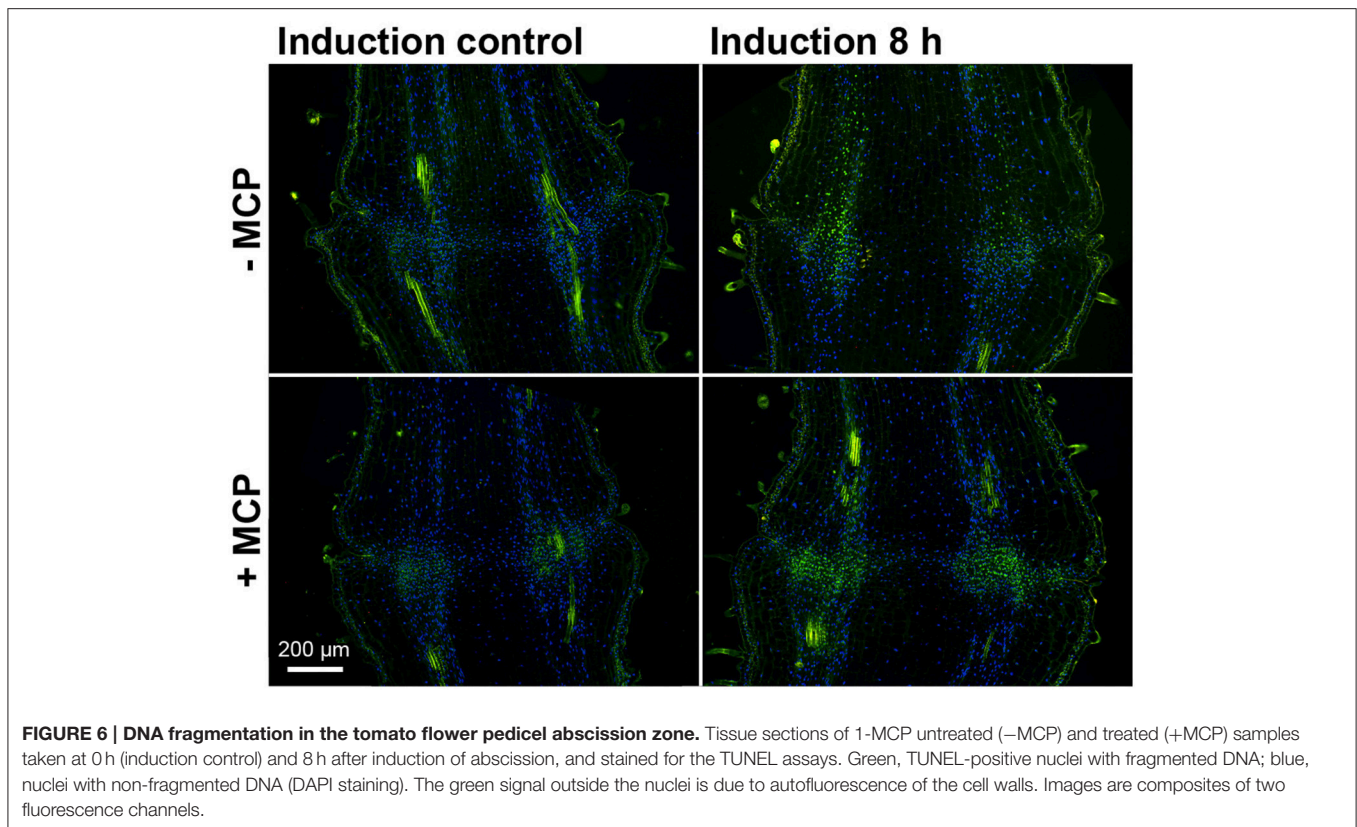 Induction control Induction 8 h
- MCP
+ MCP
200 µm
FIGURE 6 | DNA fragmentation in the tomato flower pedicel abscission zone. Tissue sections of 1-MCP untreated (−MCP) and treated (+MCP) samples
taken at 0 h (induction control) and 8 h after induction of abscission, and stained for the TUNEL assays. Green, TUNEL-positive nuclei with fragmented DNA; blue,
nuclei with non-fragmented DNA (DAPI staining). The green signal outside the nuclei is due to autofluorescence of the cell walls. Images are composites of two
fluorescence channels.